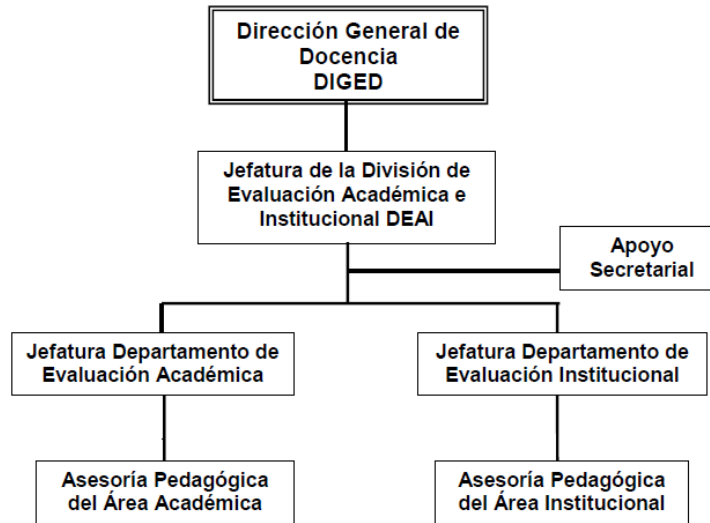 Dirección General de
Docencia
DIGED
Jefatura de la División de
Evaluación Académica e
Institucional DEAI
Apoyo
Secretarial
Jefatura Departamento de
Evaluación Académica
Jefatura Departamento de
Evaluación Institucional
Asesoría Pedagógica
del Área Académica
Asesoría Pedagógica
del Área Institucional